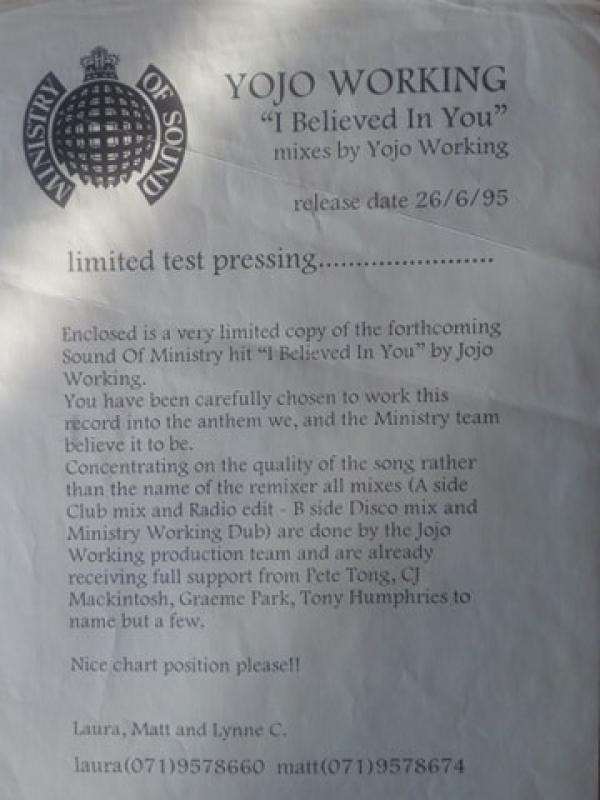 MINISTRY OF SOUND
YOJO WORKING
“I Believed In You”
mixes by Yojo Working
release date 26/6/95
limited test pressing........................
Enclosed is a very limited copy of the forthcoming
Sound Of Ministry hit “I Believed In You” by Jojo
Working.
You have been carefully chosen to work this
record into the anthem we, and the Ministry team
believe it to be.
Concentrating on the quality of the song rather
than the name of the remixer all mixes (A side
Club mix and Radio edit - B side Disco mix and
Ministry Working Dub) are done by the Jojo
Working production team and are already
receiving full support from Pete Tong, CJ
Mackintosh, Graeme Park, Tony Humphries to
name but a few.
Nice chart position please!!
Laura, Matt and Lynne C.
laura(071)9578660 matt(071)9578674